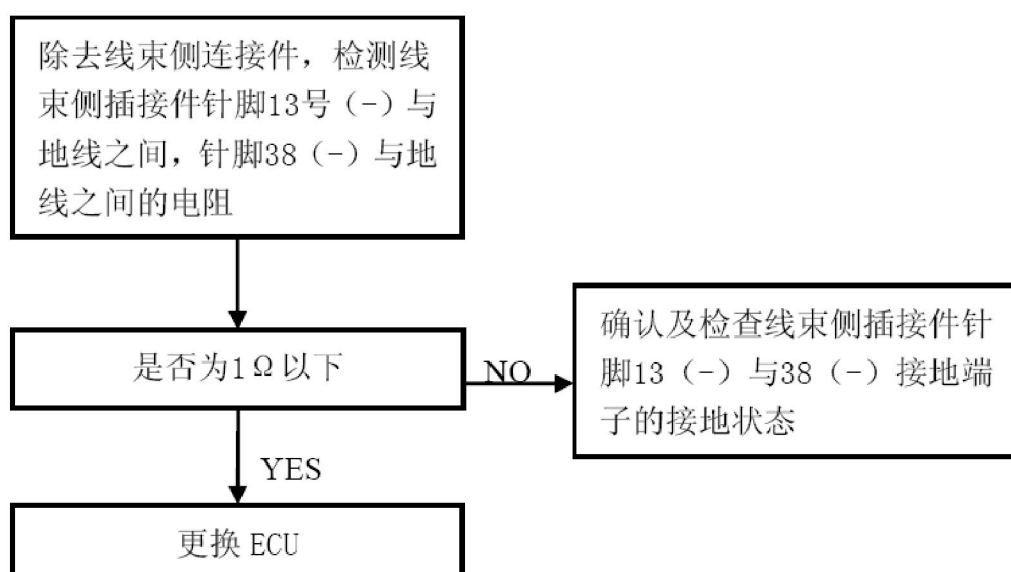 除去线束侧连接件，检测线
束侧插接件针脚13号（-）与
地线之间，针脚38（-）与地
线之间的电阻
是否为1Ω以下
NO
确认及检查线束侧插接件针
脚13（-）与38（-）接地端
子的接地状态
YES
更换 ECU